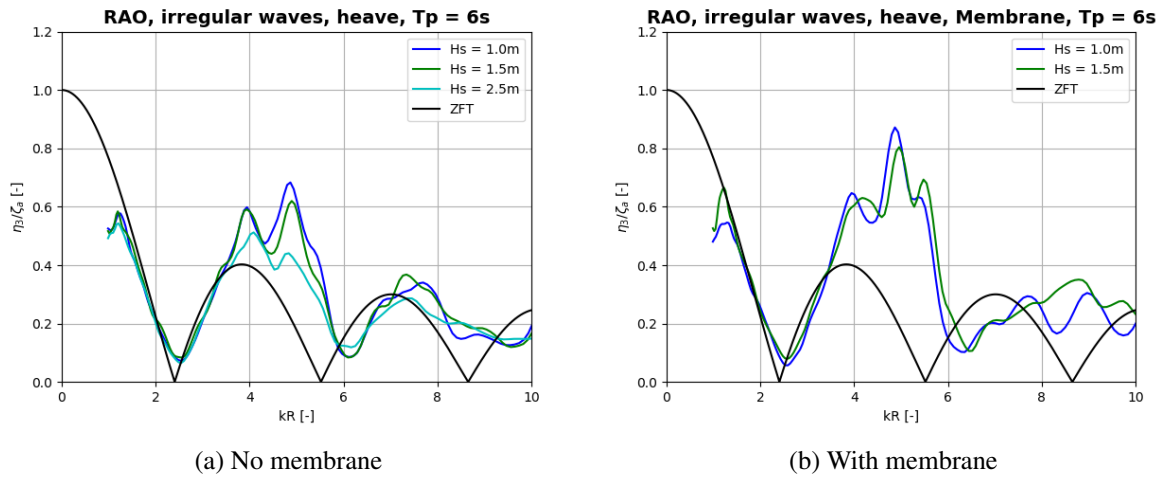 RAO, irregular waves, heave, Tp = 6s
1.2
1.0
0.8
0.6
0.4
0.2
0.0
η₃/ζₐ [-]
Hs = 1.0m
Hs = 1.5m
Hs = 2.5m
ZFT
0 2 4 6 8 10
kR [-]
(a) No membrane
RAO, irregular waves, heave, Membrane, Tp = 6s
1.2
1.0
0.8
0.6
0.4
0.2
0.0
η₃/ζₐ [-]
Hs = 1.0m
Hs = 1.5m
ZFT
0 2 4 6 8 10
kR [-]
(b) With membrane